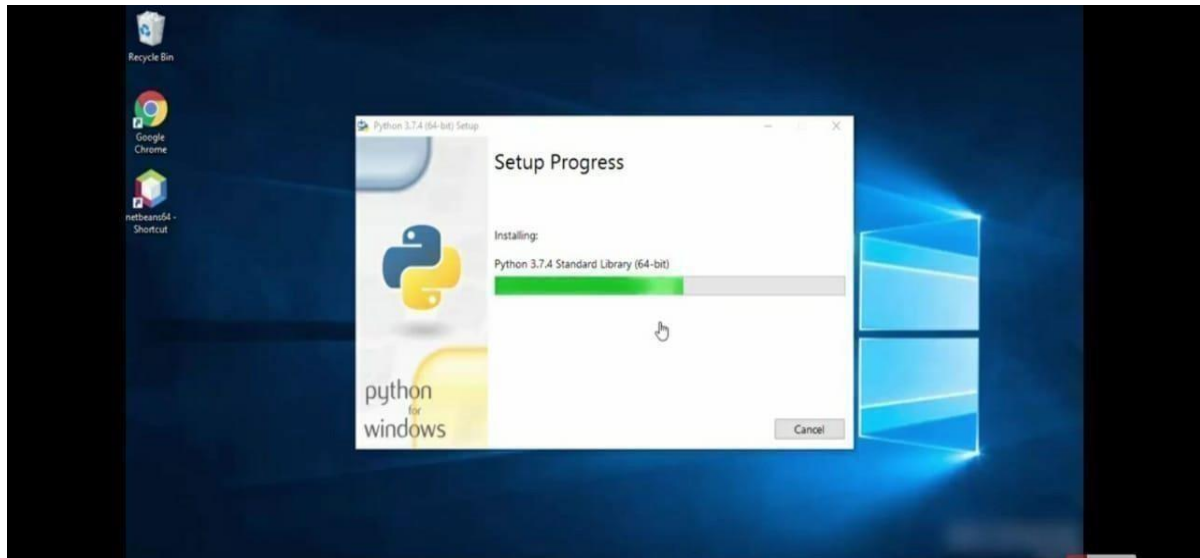 Recycle Bin
Google
Chrome
netbeans64 -
Shortcut
Python 3.7.4 (64-bit) Setup
Setup Progress
Installing:
Python 3.7.4 Standard Library (64-bit)
python
for
windows
Cancel